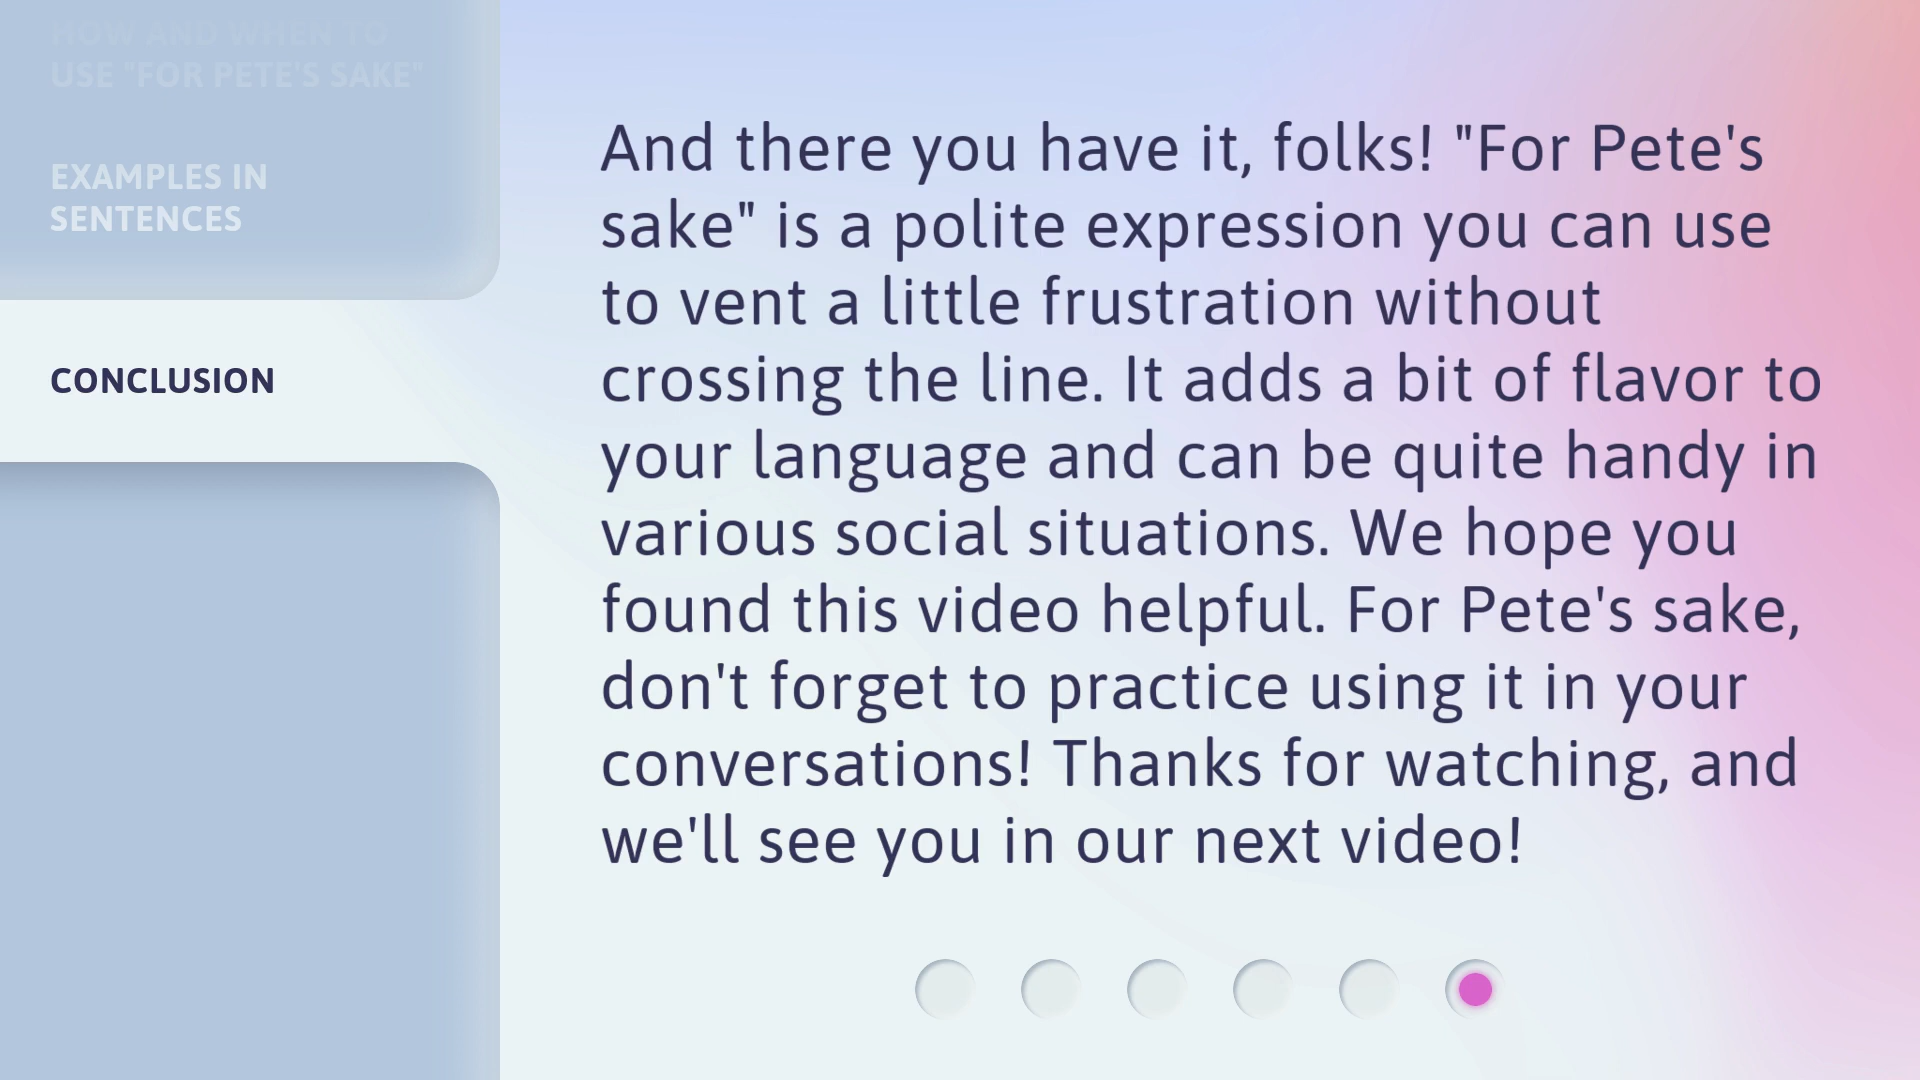 HOW AND WHEN TO
USE "FOR PETE'S SAKE"
EXAMPLES IN
SENTENCES
CONCLUSION
And there you have it, folks! "For Pete's
sake" is a polite expression you can use
to vent a little frustration without
crossing the line. It adds a bit of flavor to
your language and can be quite handy in
various social situations. We hope you
found this video helpful. For Pete's sake,
don't forget to practice using it in your
conversations! Thanks for watching, and
we'll see you in our next video!